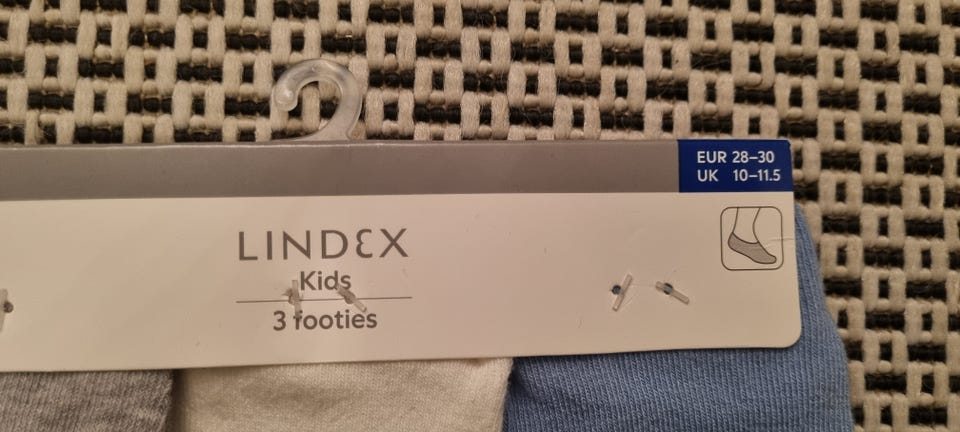 EUR 28–30
UK 10–11.5
LINDEX
Kids
3 footies